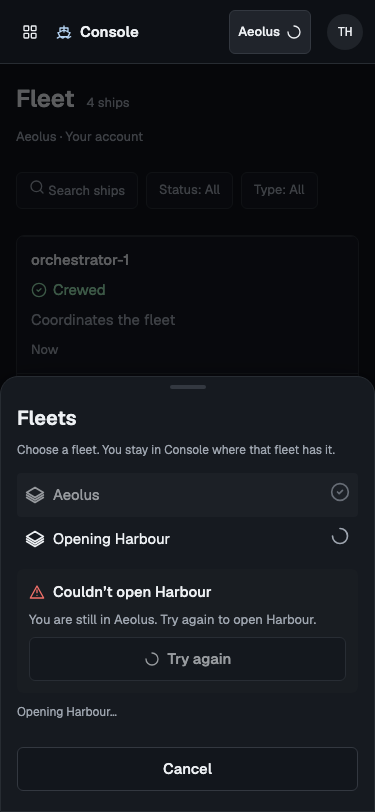 Console
Aeolus
TH
Fleet
4 ships
Aeolus · Your account
Search ships
Status: All
Type: All
orchestrator-1
Crewed
Coordinates the fleet
Now
Fleets
Choose a fleet. You stay in Console where that fleet has it.
Aeolus
Opening Harbour
Couldn’t open Harbour
You are still in Aeolus. Try again to open Harbour.
Try again
Opening Harbour…
Cancel